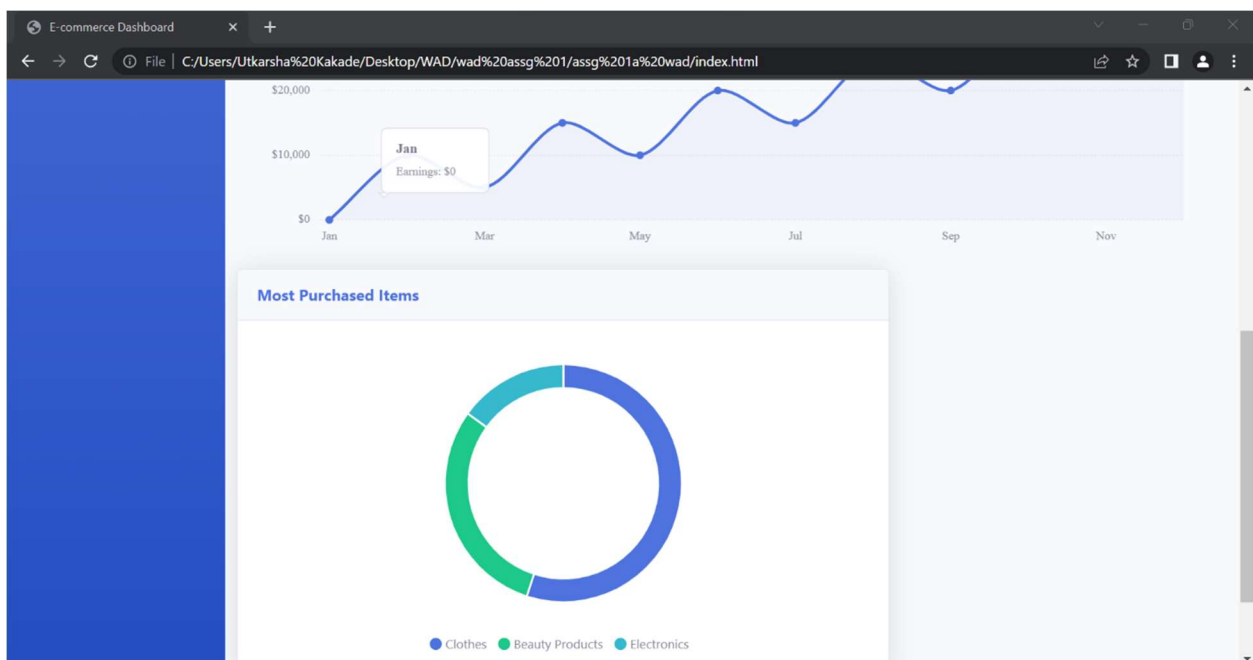 E-commerce Dashboard
File | C:/Users/Utkarsha%20Kakade/Desktop/WAD/wad%20assg%201/assg%201a%20wad/index.html
$20,000
$10,000
$0
Jan
Earnings: $0
Jan Mar May Jul Sep Nov
Most Purchased Items
Clothes Beauty Products Electronics